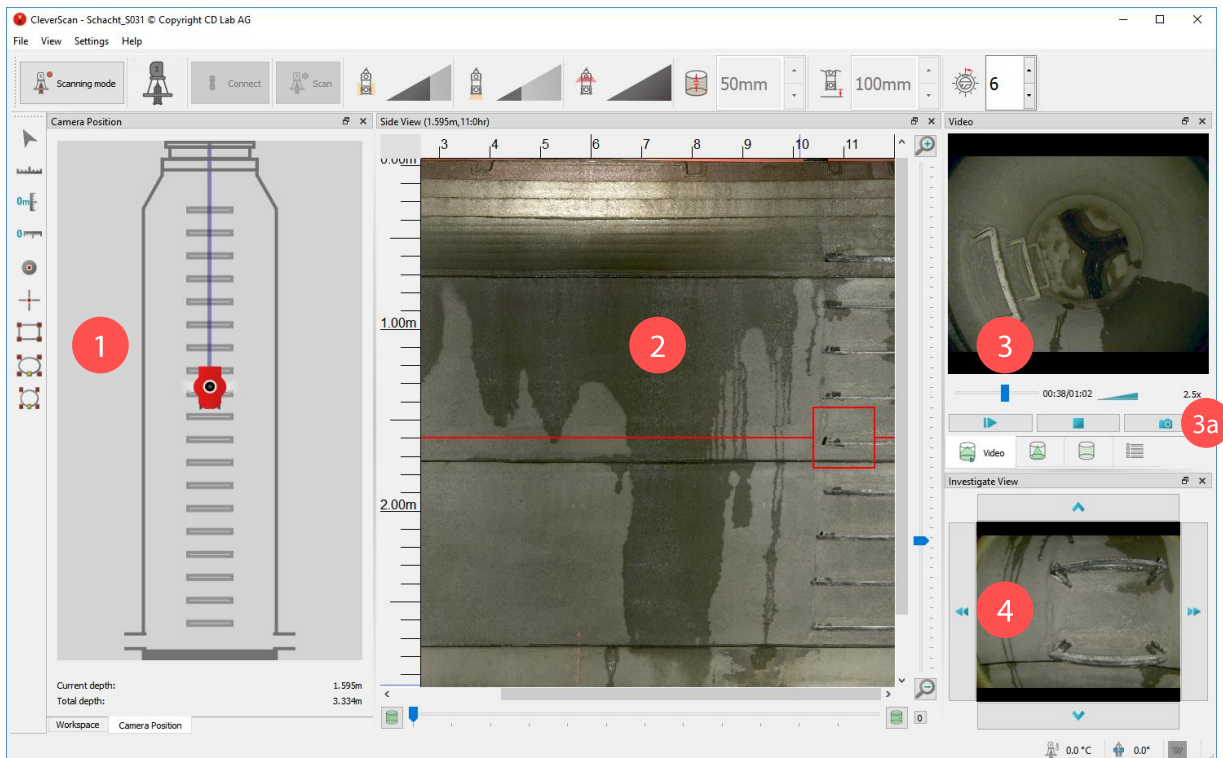 CleverScan - Schacht_S031 © Copyright CD Lab AG
File View Settings Help
Scanning mode Connect Scan 50mm 100mm 6
Camera Position
Side View (1.595m,11:0hr)
Video
0m
0
3 4 5 6 7 8 9 10 11
0.00m
1.00m
2.00m
1
2
3
00:38/01:02 2.5x
3a
Video
Investigate View
4
Current depth: 1.595m
Total depth: 3.334m
Workspace Camera Position
0
0.0 °C 0.0°